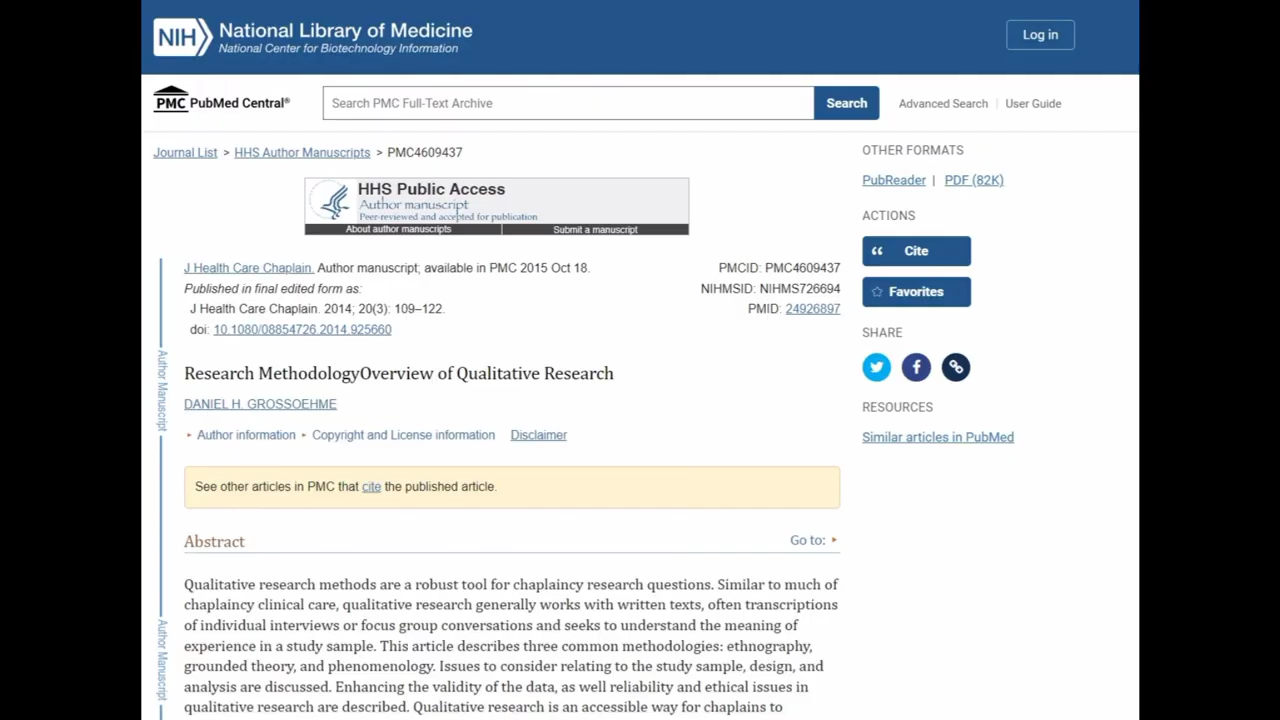 NIH National Library of Medicine
National Center for Biotechnology Information
Log in
PMC PubMed Central®
Search PMC Full-Text Archive
Search
Advanced Search
User Guide
Journal List > HHS Author Manuscripts > PMC4609437
HHS Public Access
Author manuscript
Peer-reviewed and accepted for publication
About author manuscripts
Submit a manuscript
J Health Care Chaplain. Author manuscript; available in PMC 2015 Oct 18.
PMCID: PMC4609437
Published in final edited form as:
NIHMSID: NIHMS726694
J Health Care Chaplain. 2014; 20(3): 109–122.
PMID: 24926897
doi: 10.1080/08854726.2014.925660
Research MethodologyOverview of Qualitative Research
DANIEL H. GROSSOEHME
Author information
Copyright and License information
Disclaimer
See other articles in PMC that cite the published article.
Abstract
Go to:
Qualitative research methods are a robust tool for chaplaincy research questions. Similar to much of
chaplaincy clinical care, qualitative research generally works with written texts, often transcriptions
of individual interviews or focus group conversations and seeks to understand the meaning of
experience in a study sample. This article describes three common methodologies: ethnography,
grounded theory, and phenomenology. Issues to consider relating to the study sample, design, and
analysis are discussed. Enhancing the validity of the data, as well reliability and ethical issues in
qualitative research are described. Qualitative research is an accessible way for chaplains to
Author Manuscript
Author Manuscript
OTHER FORMATS
PubReader | PDF (82K)
ACTIONS
Cite
Favorites
SHARE
RESOURCES
Similar articles in PubMed